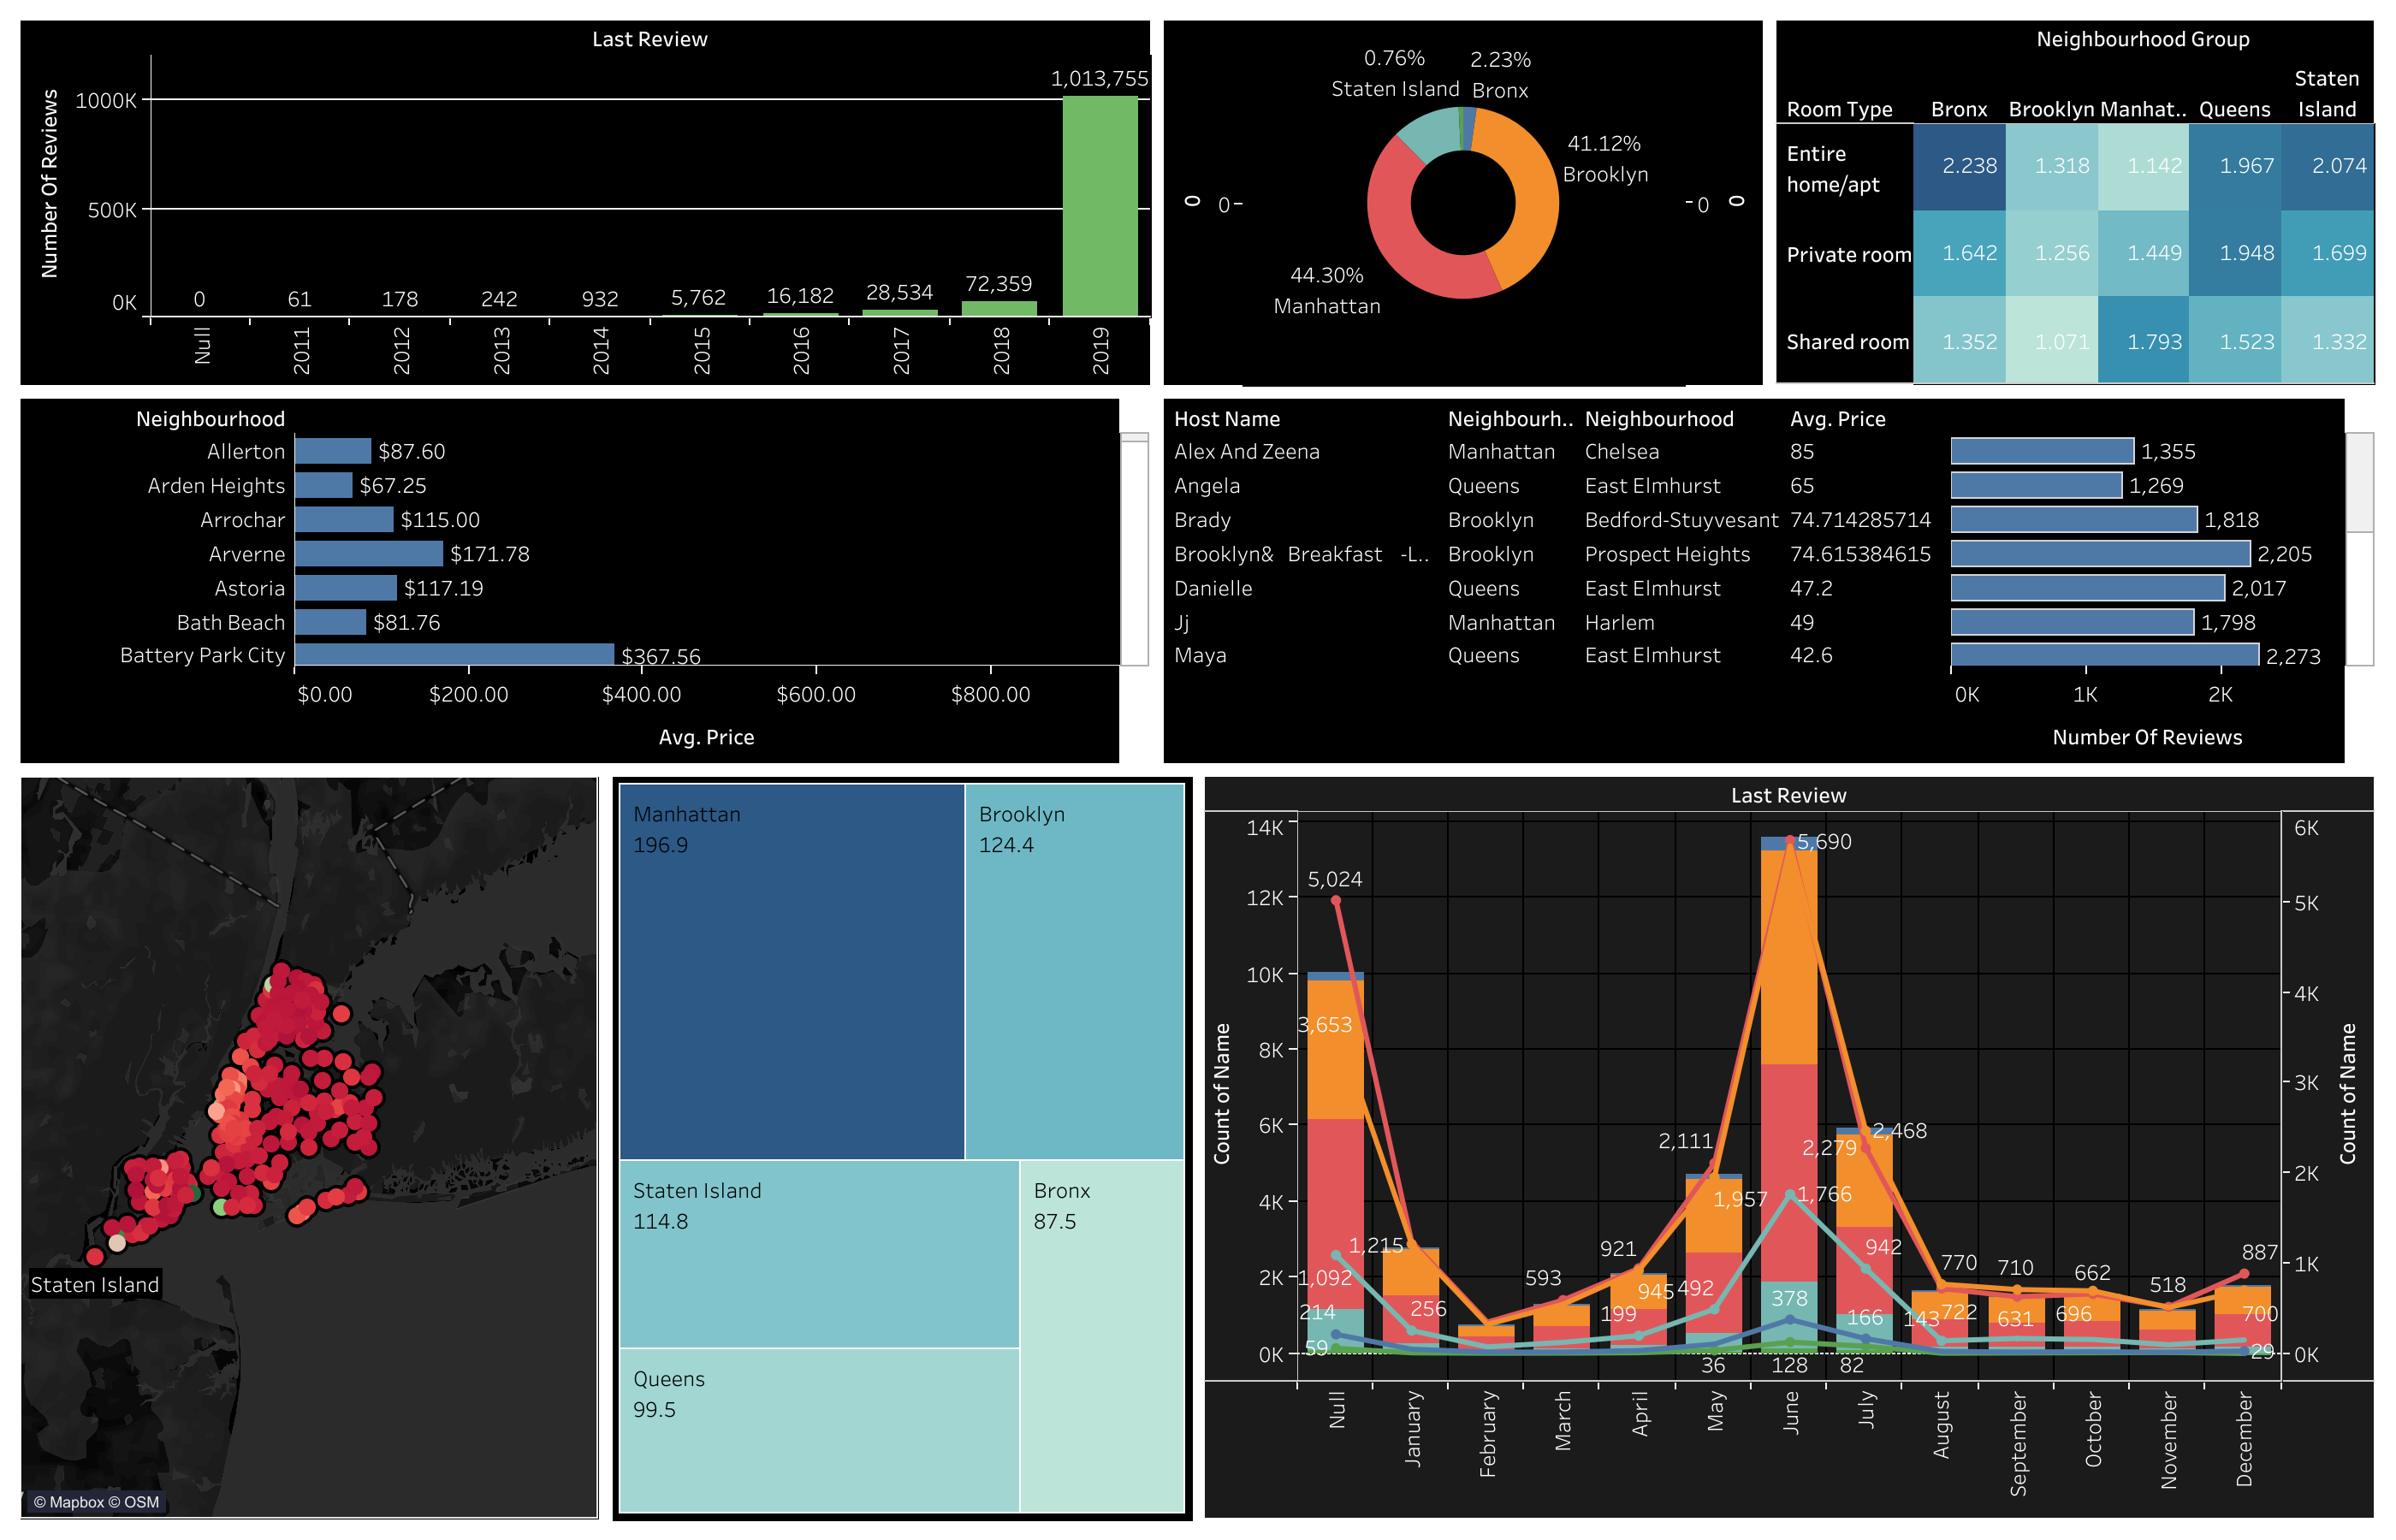 Last Review
Number Of Reviews
1000K
500K
0K
0
61
178
242
932
5,762
16,182
28,534
72,359
1,013,755
Null
2011
2012
2013
2014
2015
2016
2017
2018
2019
0.76%
Staten Island
2.23%
Bronx
41.12%
Brooklyn
44.30%
Manhattan
0
0
0
0
Neighbourhood Group
Room Type Bronx Brooklyn Manhat.. Queens Staten Island
Entire home/apt 2.238 1.318 1.142 1.967 2.074
Private room 1.642 1.256 1.449 1.948 1.699
Shared room 1.352 1.071 1.793 1.523 1.332
Neighbourhood
Allerton $87.60
Arden Heights $67.25
Arrochar $115.00
Arverne $171.78
Astoria $117.19
Bath Beach $81.76
Battery Park City $367.56
$0.00 $200.00 $400.00 $600.00 $800.00
Avg. Price
Host Name Neighbourh.. Neighbourhood Avg. Price
Alex And Zeena Manhattan Chelsea 85 1,355
Angela Queens East Elmhurst 65 1,269
Brady Brooklyn Bedford-Stuyvesant 74.714285714 1,818
Brooklyn& Breakfast -L.. Brooklyn Prospect Heights 74.615384615 2,205
Danielle Queens East Elmhurst 47.2 2,017
Jj Manhattan Harlem 49 1,798
Maya Queens East Elmhurst 42.6 2,273
0K 1K 2K
Number Of Reviews
Staten Island
© Mapbox © OSM
Manhattan
196.9
Brooklyn
124.4
Staten Island
114.8
Bronx
87.5
Queens
99.5
Last Review
Count of Name
14K
12K
10K
8K
6K
4K
2K
0K
5,024
3,653
1,092
214
59
1,215
256
593
921
945
199
2,111
1,957
492
36
5,690
1,766
378
128
2,468
2,279
942
166
82
770
722
143
710
631
662
696
518
887
700
29
6K
5K
4K
3K
2K
1K
0K
Count of Name
Null
January
February
March
April
May
June
July
August
September
October
November
December